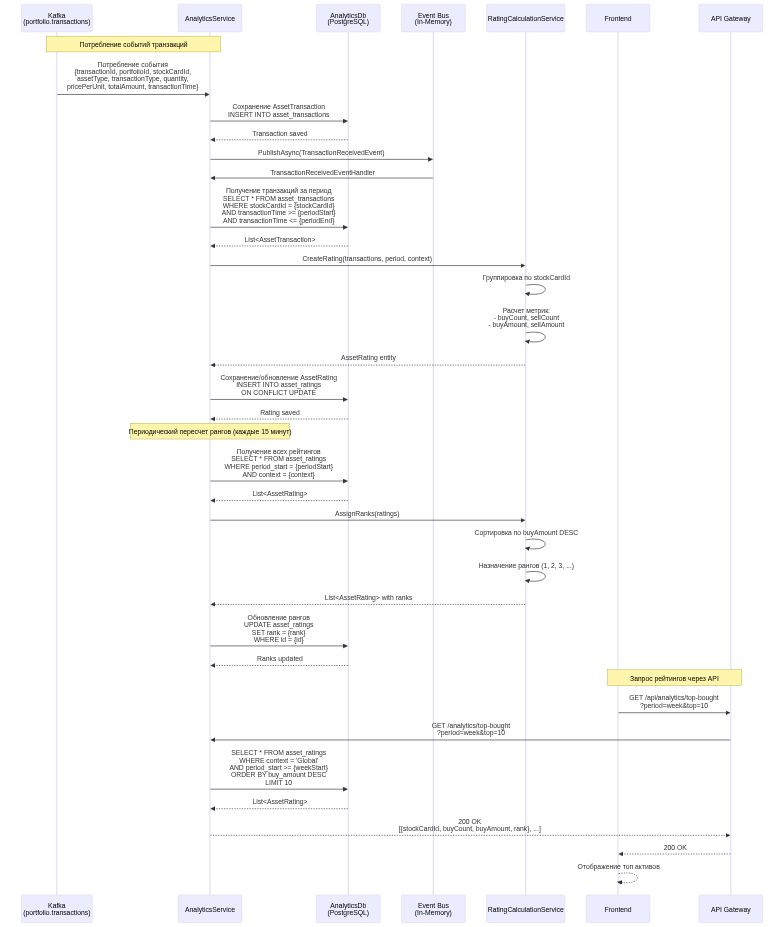 Kafka
(portfolio.transactions)
AnalyticsService
AnalyticsDb
(PostgreSQL)
Event Bus
(In-Memory)
RatingCalculationService
Frontend
API Gateway
Потребление событий транзакций
Потребление события
{transactionId, portfolioId, stockCardId,
assetType, transactionType, quantity,
pricePerUnit, totalAmount, transactionTime}
Сохранение AssetTransaction
INSERT INTO asset_transactions
Transaction saved
PublishAsync(TransactionReceivedEvent)
TransactionReceivedEventHandler
Получение транзакций за период
SELECT * FROM asset_transactions
WHERE stockCardId = {stockCardId}
AND transactionTime >= {periodStart}
AND transactionTime <= {periodEnd}
List<AssetTransaction>
CreateRating(transactions, period, context)
Группировка по stockCardId
Расчет метрик:
- buyCount, sellCount
- buyAmount, sellAmount
AssetRating entity
Сохранение/обновление AssetRating
INSERT INTO asset_ratings
ON CONFLICT UPDATE
Rating saved
Периодический пересчет рангов (каждые 15 минут)
Получение всех рейтингов
SELECT * FROM asset_ratings
WHERE period_start = {periodStart}
AND context = {context}
List<AssetRating>
AssignRanks(ratings)
Сортировка по buyAmount DESC
Назначение рангов (1, 2, 3, ...)
List<AssetRating> with ranks
Обновление рангов
UPDATE asset_ratings
SET rank = {rank}
WHERE id = {id}
Ranks updated
Запрос рейтингов через API
GET /api/analytics/top-bought
?period=week&top=10
GET /analytics/top-bought
?period=week&top=10
SELECT * FROM asset_ratings
WHERE context = 'Global'
AND period_start >= {weekStart}
ORDER BY buy_amount DESC
LIMIT 10
List<AssetRating>
200 OK
[{stockCardId, buyCount, buyAmount, rank}, ...]
200 OK
Отображение топ активов
Kafka
(portfolio.transactions)
AnalyticsService
AnalyticsDb
(PostgreSQL)
Event Bus
(In-Memory)
RatingCalculationService
Frontend
API Gateway